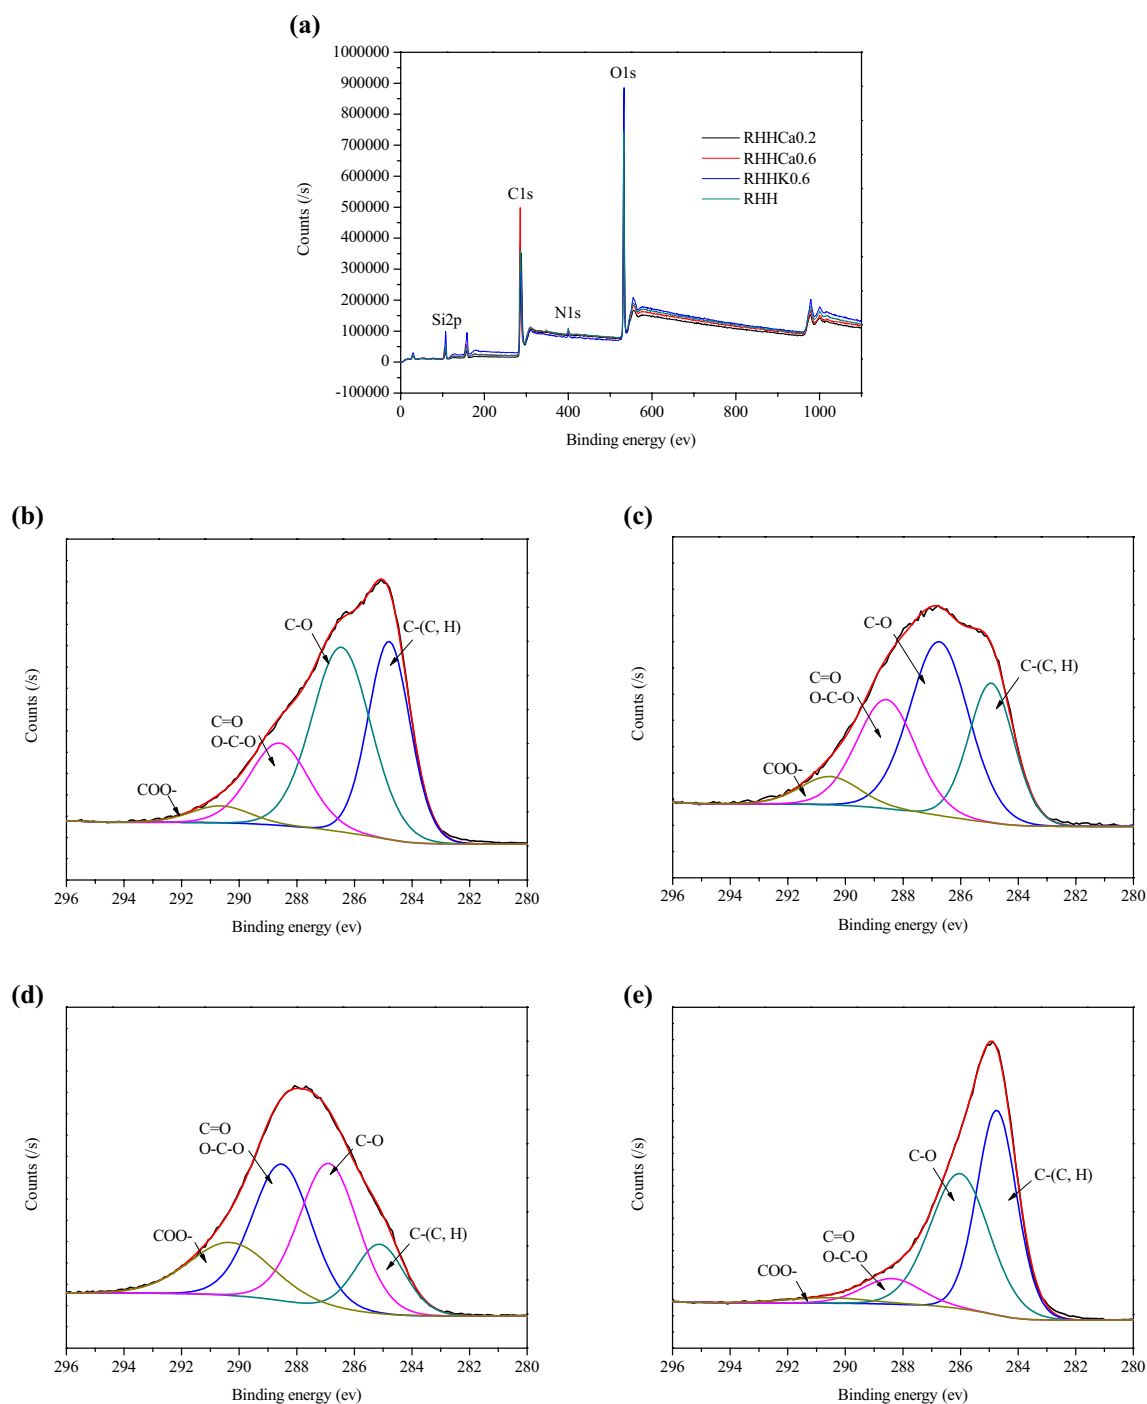 (a)
1000000
900000
800000
700000
600000
500000
400000
300000
200000
100000
0
-100000
Counts (/s)
O1s
C1s
Si2p
N1s
RHHCa0.2
RHHCa0.6
RHHK0.6
RHH
0 200 400 600 800 1000
Binding energy (ev)
(b)
Counts (/s)
C-O
C-(C, H)
C=O
O-C-O
COO-
296 294 292 290 288 286 284 282 280
Binding energy (ev)
(c)
Counts (/s)
C-O
C=O
O-C-O
C-(C, H)
COO-
296 294 292 290 288 286 284 282 280
Binding energy (ev)
(d)
Counts (/s)
C=O
O-C-O
C-O
COO-
C-(C, H)
296 294 292 290 288 286 284 282 280
Binding energy (ev)
(e)
Counts (/s)
C-O
C-(C, H)
C=O
O-C-O
COO-
296 294 292 290 288 286 284 282 280
Binding energy (ev)